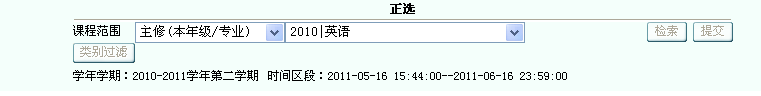 正选
课程范围 主修(本年级/专业) 2010|英语 检索 提交
类别过滤
学年学期：2010-2011学年第二学期 时间区段：2011-05-16 15:44:00--2011-06-16 23:59:00